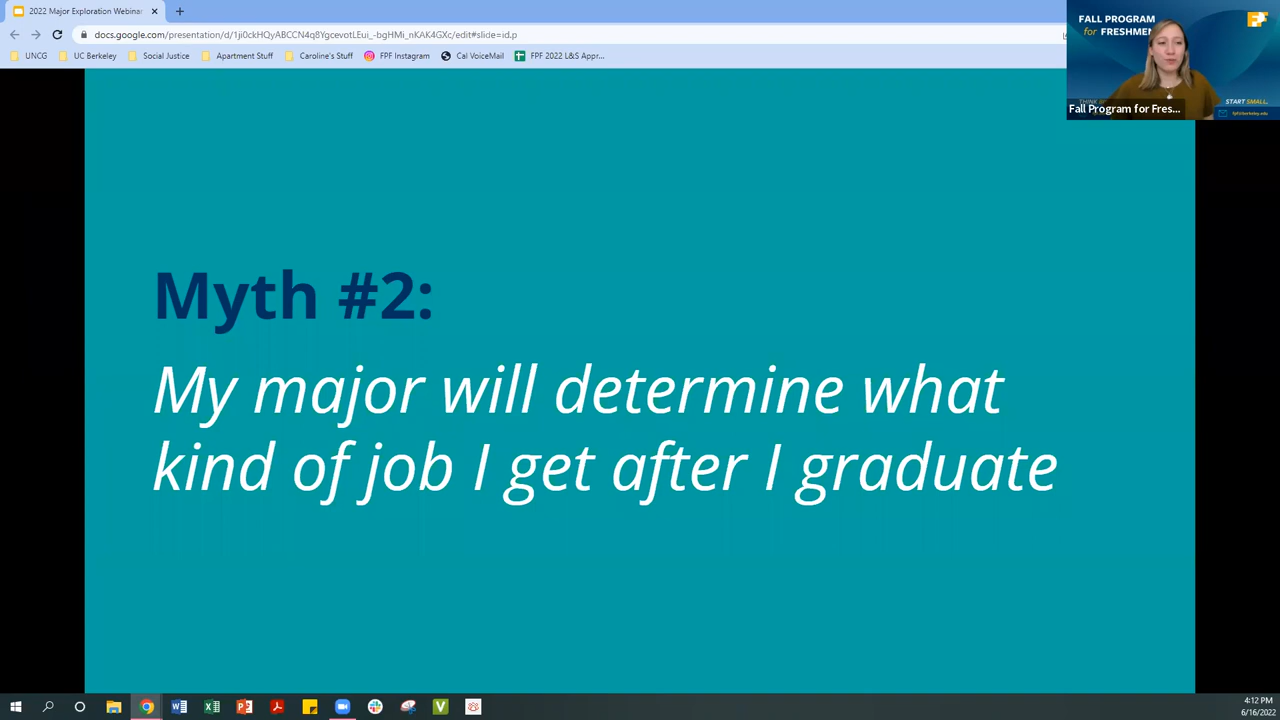 2022 Major Exploration Webinar
docs.google.com/presentation/d/1ji0ckHQyABCCN4q8YgcevotLEui_-bgHMi_nKAK4GXc/edit#slide=id.p
UNCG
UC Berkeley
Social Justice
Apartment Stuff
Caroline's Stuff
FPF Instagram
Cal VoiceMail
FPF 2022 L&S Appr...
FALL PROGRAM
for FRESHMEN
START SMALL.
fpf@berkeley.edu
Fall Program for Fres...
Myth #2:
My major will determine what
kind of job I get after I graduate
4:12 PM
6/16/2022